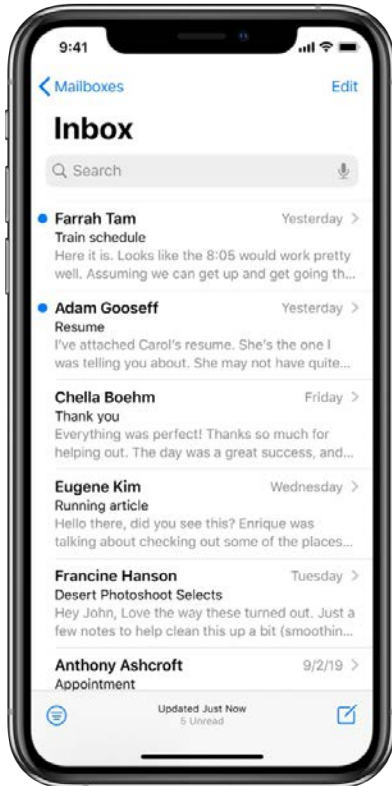 9:41
Mailboxes
Edit
Inbox
Search
Farrah Tam Yesterday
Train schedule
Here it is. Looks like the 8:05 would work pretty
well. Assuming we can get up and get going th...
Adam Gooseff Yesterday
Resume
I've attached Carol's resume. She's the one I
was telling you about. She may not have quite...
Chella Boehm Friday
Thank you
Everything was perfect! Thanks so much for
helping out. The day was a great success, and...
Eugene Kim Wednesday
Running article
Hello there, did you see this? Enrique was
talking about checking out some of the places...
Francine Hanson Tuesday
Desert Photoshoot Selects
Hey John, Love the way these turned out. Just a
few notes to help clean this up a bit (smoothin...
Anthony Ashcroft 9/2/19
Appointment
Updated Just Now
5 Unread